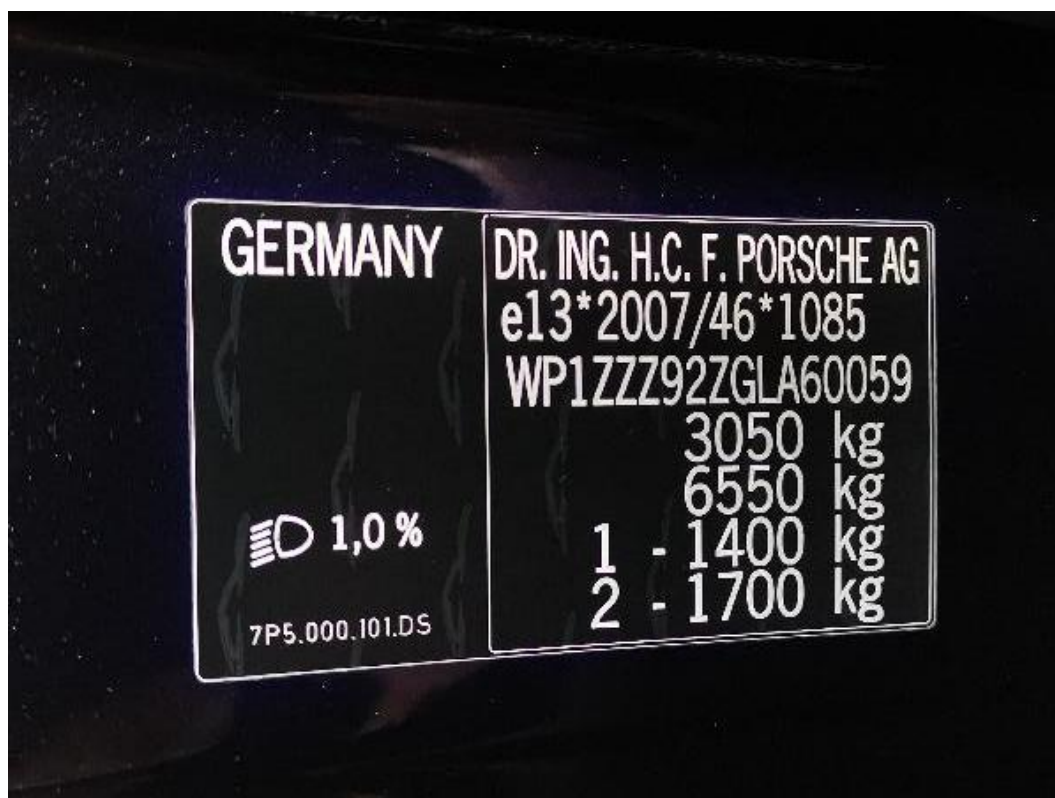 GERMANY
1,0 %
7P5.000.101.DS
DR. ING. H.C. F. PORSCHE AG
e13*2007/46*1085
WP1ZZZ92ZGLA60059
3050 kg
6550 kg
1 - 1400 kg
2 - 1700 kg